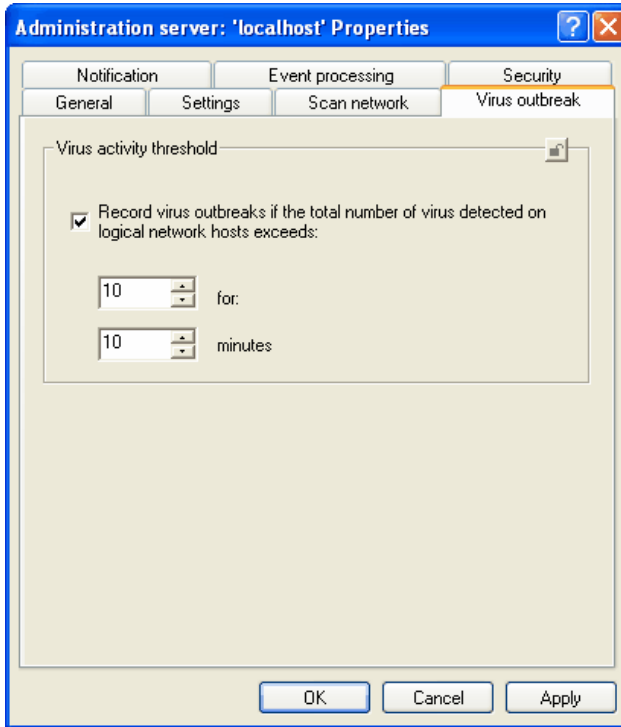 Administration server: 'localhost' Properties
Notification Event processing Security
General Settings Scan network Virus outbreak
Virus activity threshold
Record virus outbreaks if the total number of virus detected on
logical network hosts exceeds:
10 for:
10 minutes
OK Cancel Apply